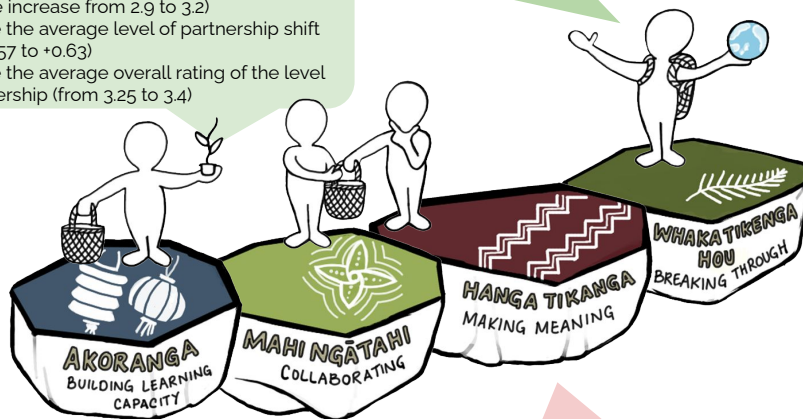 increase from 2.9 to 3.2)
the average level of partnership shift
57 to +0.63)
the average overall rating of the level
ership (from 3.25 to 3.4)
AKORANGA
BUILDING LEARNING
CAPACITY
MAHI NGĀTAHI
COLLABORATING
HANGA TIKANGA
MAKING MEANING
WHAKATIKENGA
HOU
BREAKING THROUGH